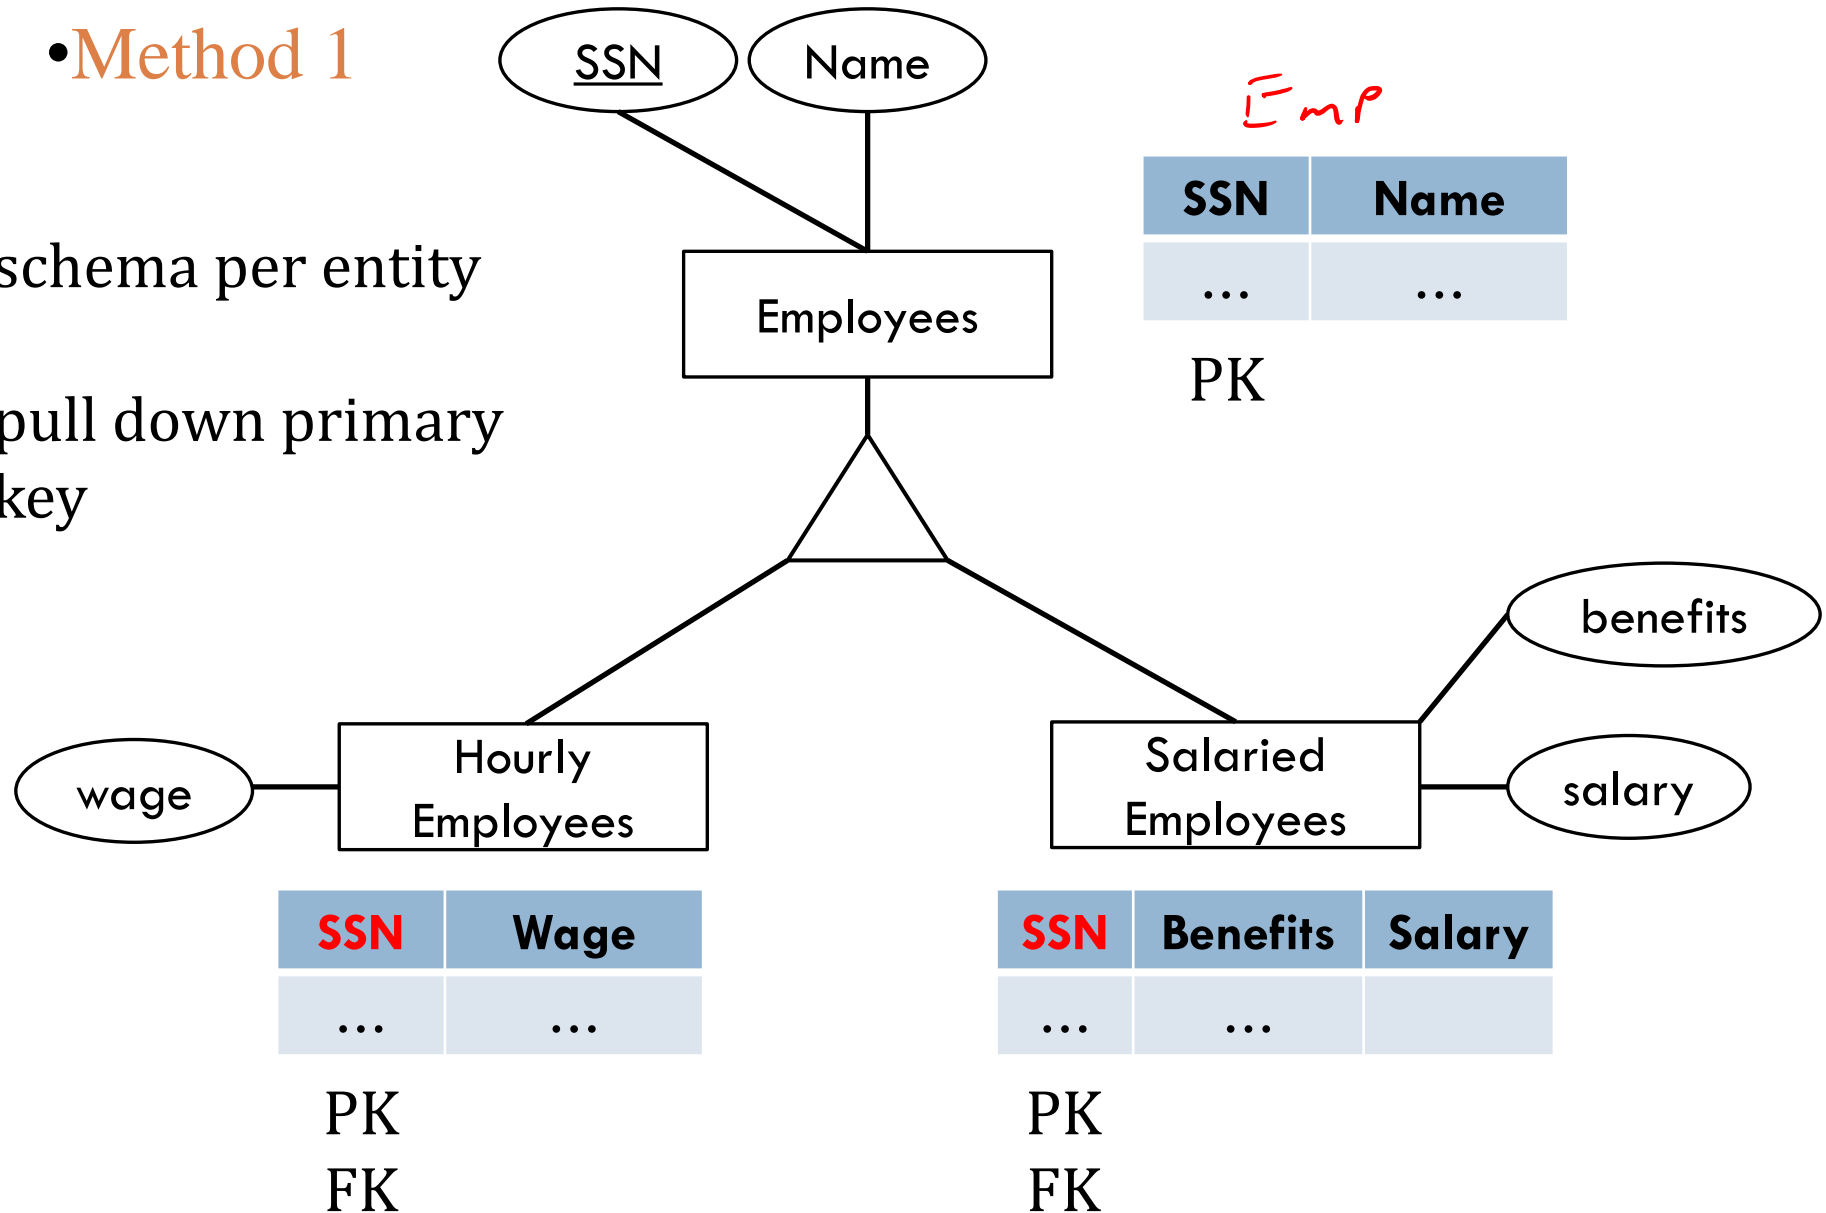 •Method 1
SSN
Name
Emp
SSN Name
... ...
PK
schema per entity
pull down primary
key
Employees
benefits
salary
wage
Hourly
Employees
Salaried
Employees
SSN Wage
... ...
PK
FK
SSN Benefits Salary
... ...
PK
FK